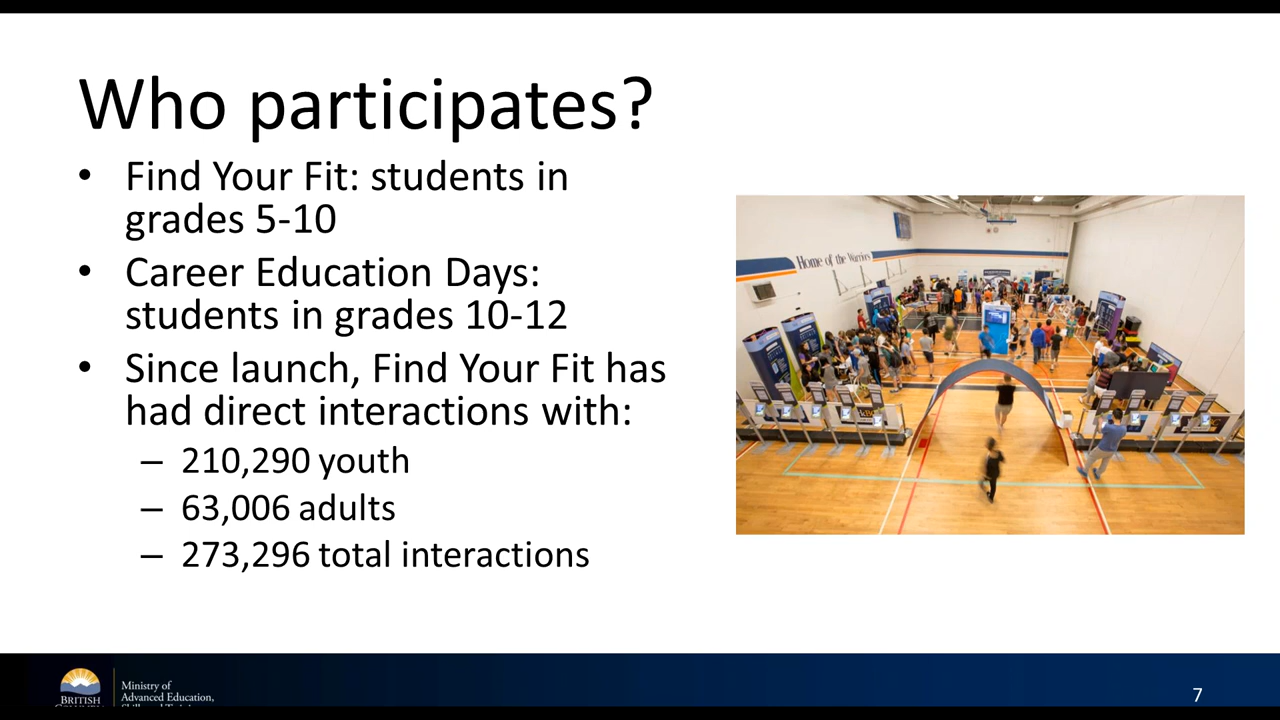 Who participates?
• Find Your Fit: students in
grades 5-10
• Career Education Days:
students in grades 10-12
• Since launch, Find Your Fit has
had direct interactions with:
– 210,290 youth
– 63,006 adults
– 273,296 total interactions
Home of the Warriors
BRITISH
Ministry of
Advanced Education,
7